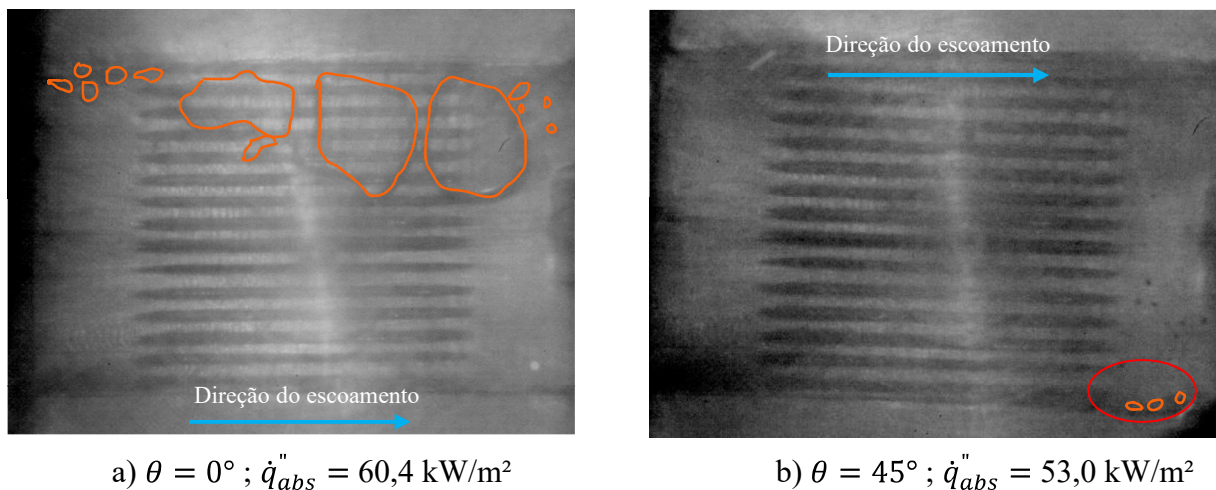 Direção do escoamento
Direção do escoamento
a) θ = 0° ; q̇"abs = 60,4 kW/m²
b) θ = 45° ; q̇"abs = 53,0 kW/m²